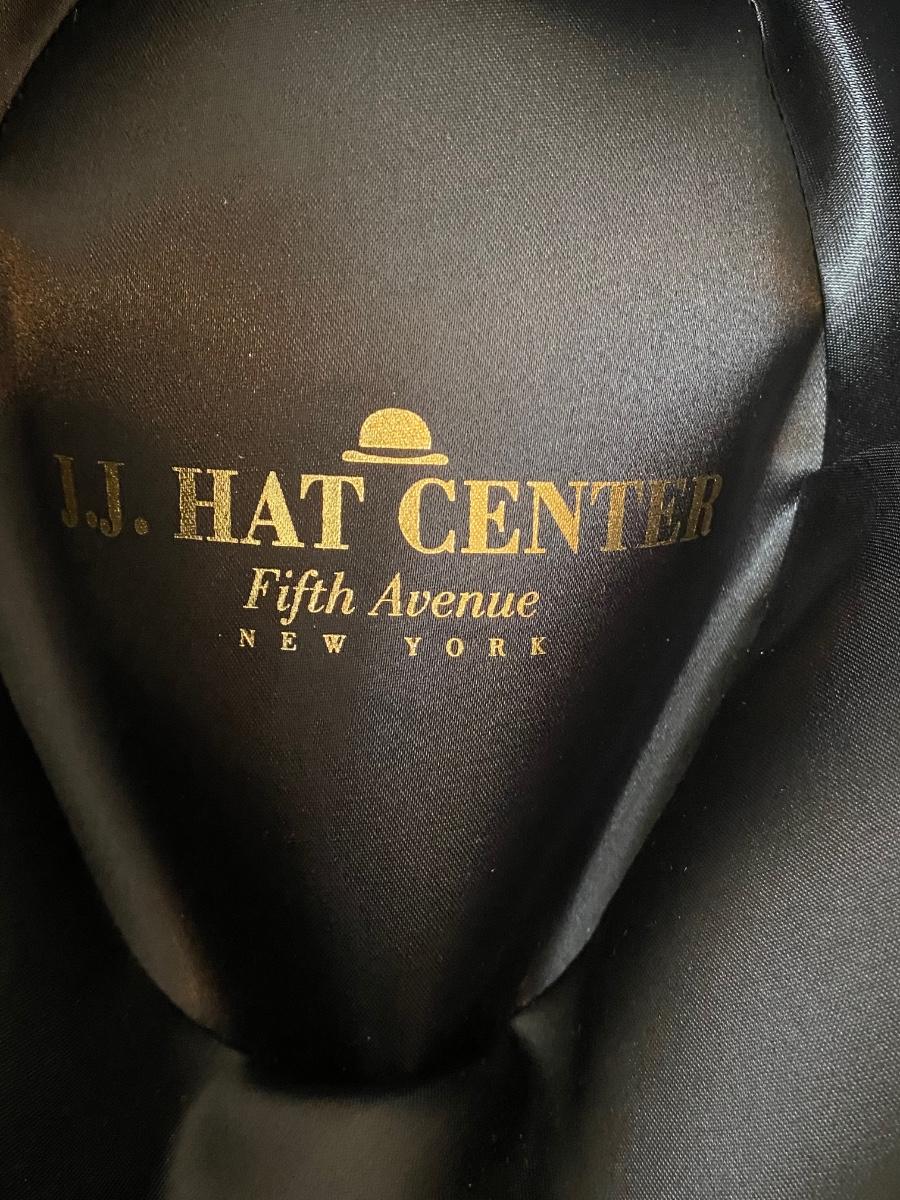 J.J. HAT CENTER
Fifth Avenue
NEW YORK